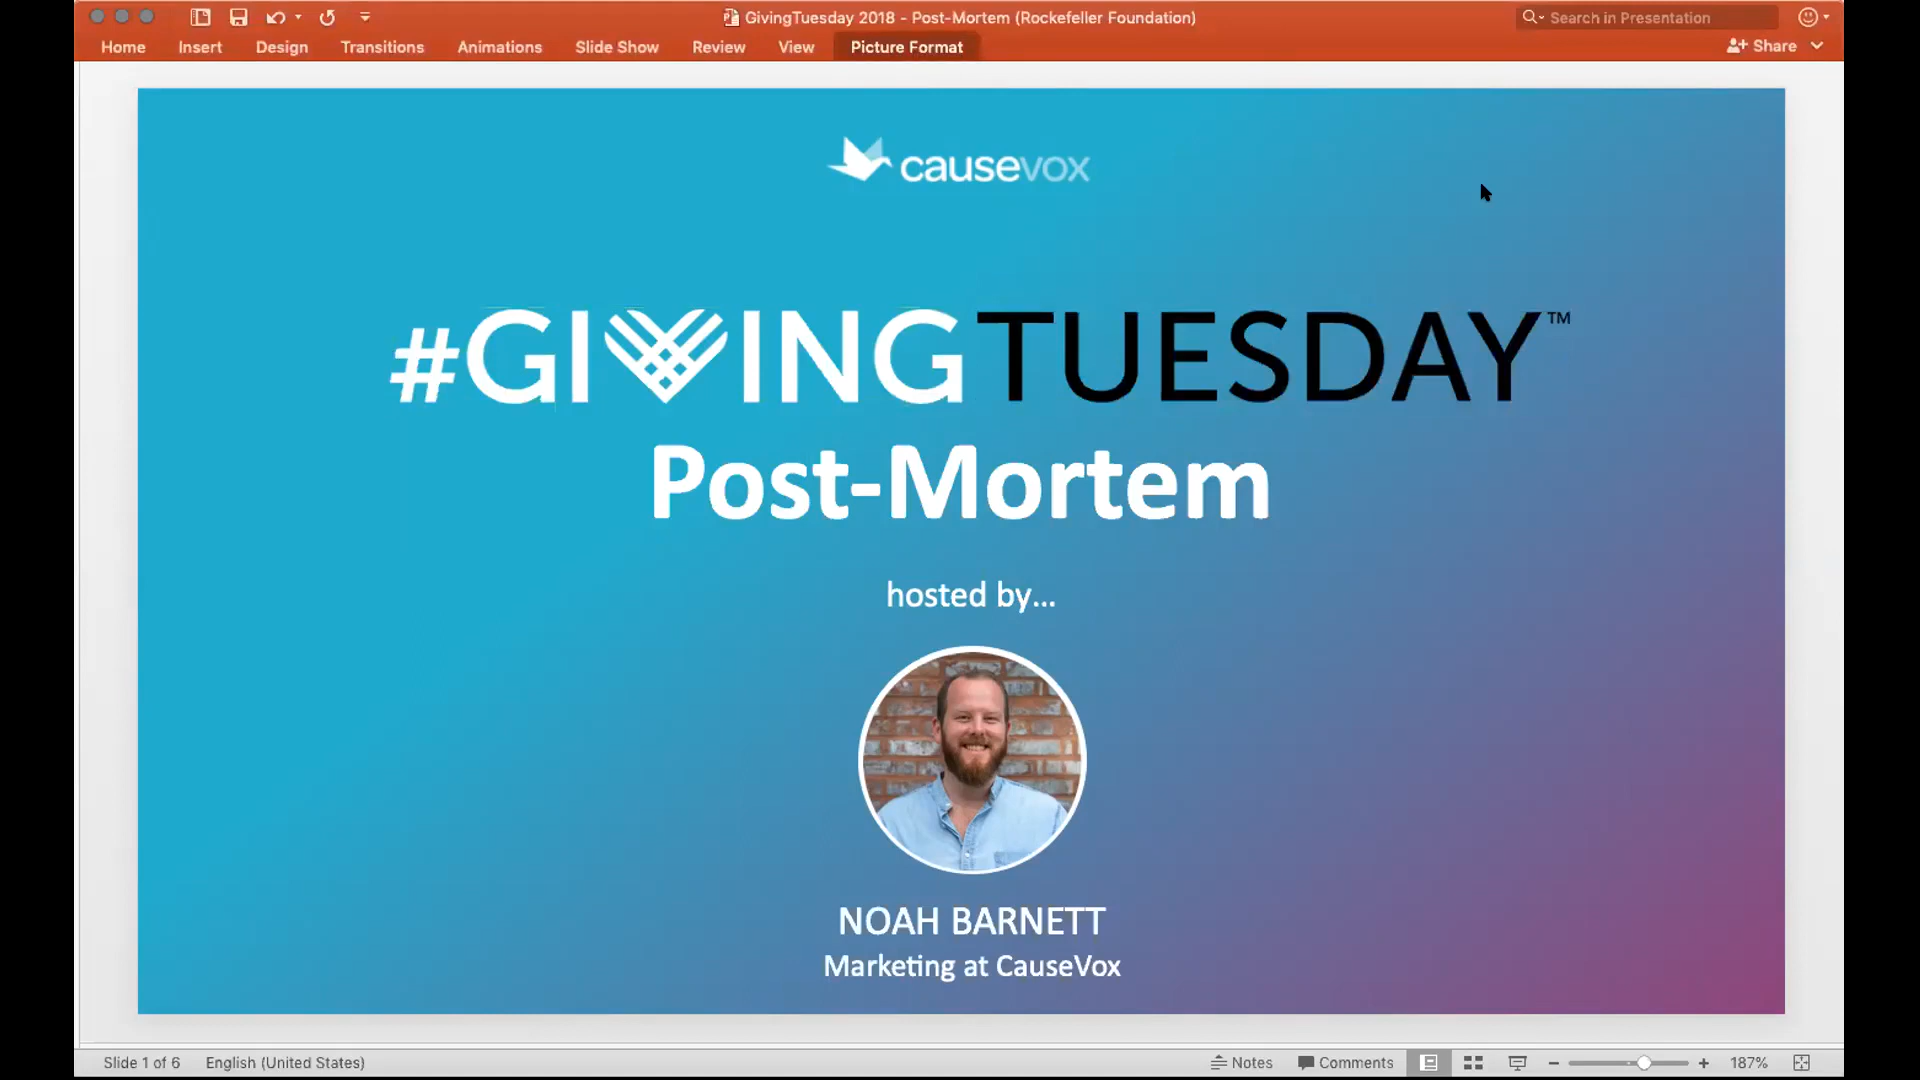 GivingTuesday 2018 - Post-Mortem (Rockefeller Foundation)
Search in Presentation
Home Insert Design Transitions Animations Slide Show Review View Picture Format
Share
causevox
#GIVINGTUESDAY™
Post-Mortem
hosted by...
NOAH BARNETT
Marketing at CauseVox
Slide 1 of 6 English (United States) Notes Comments 187%